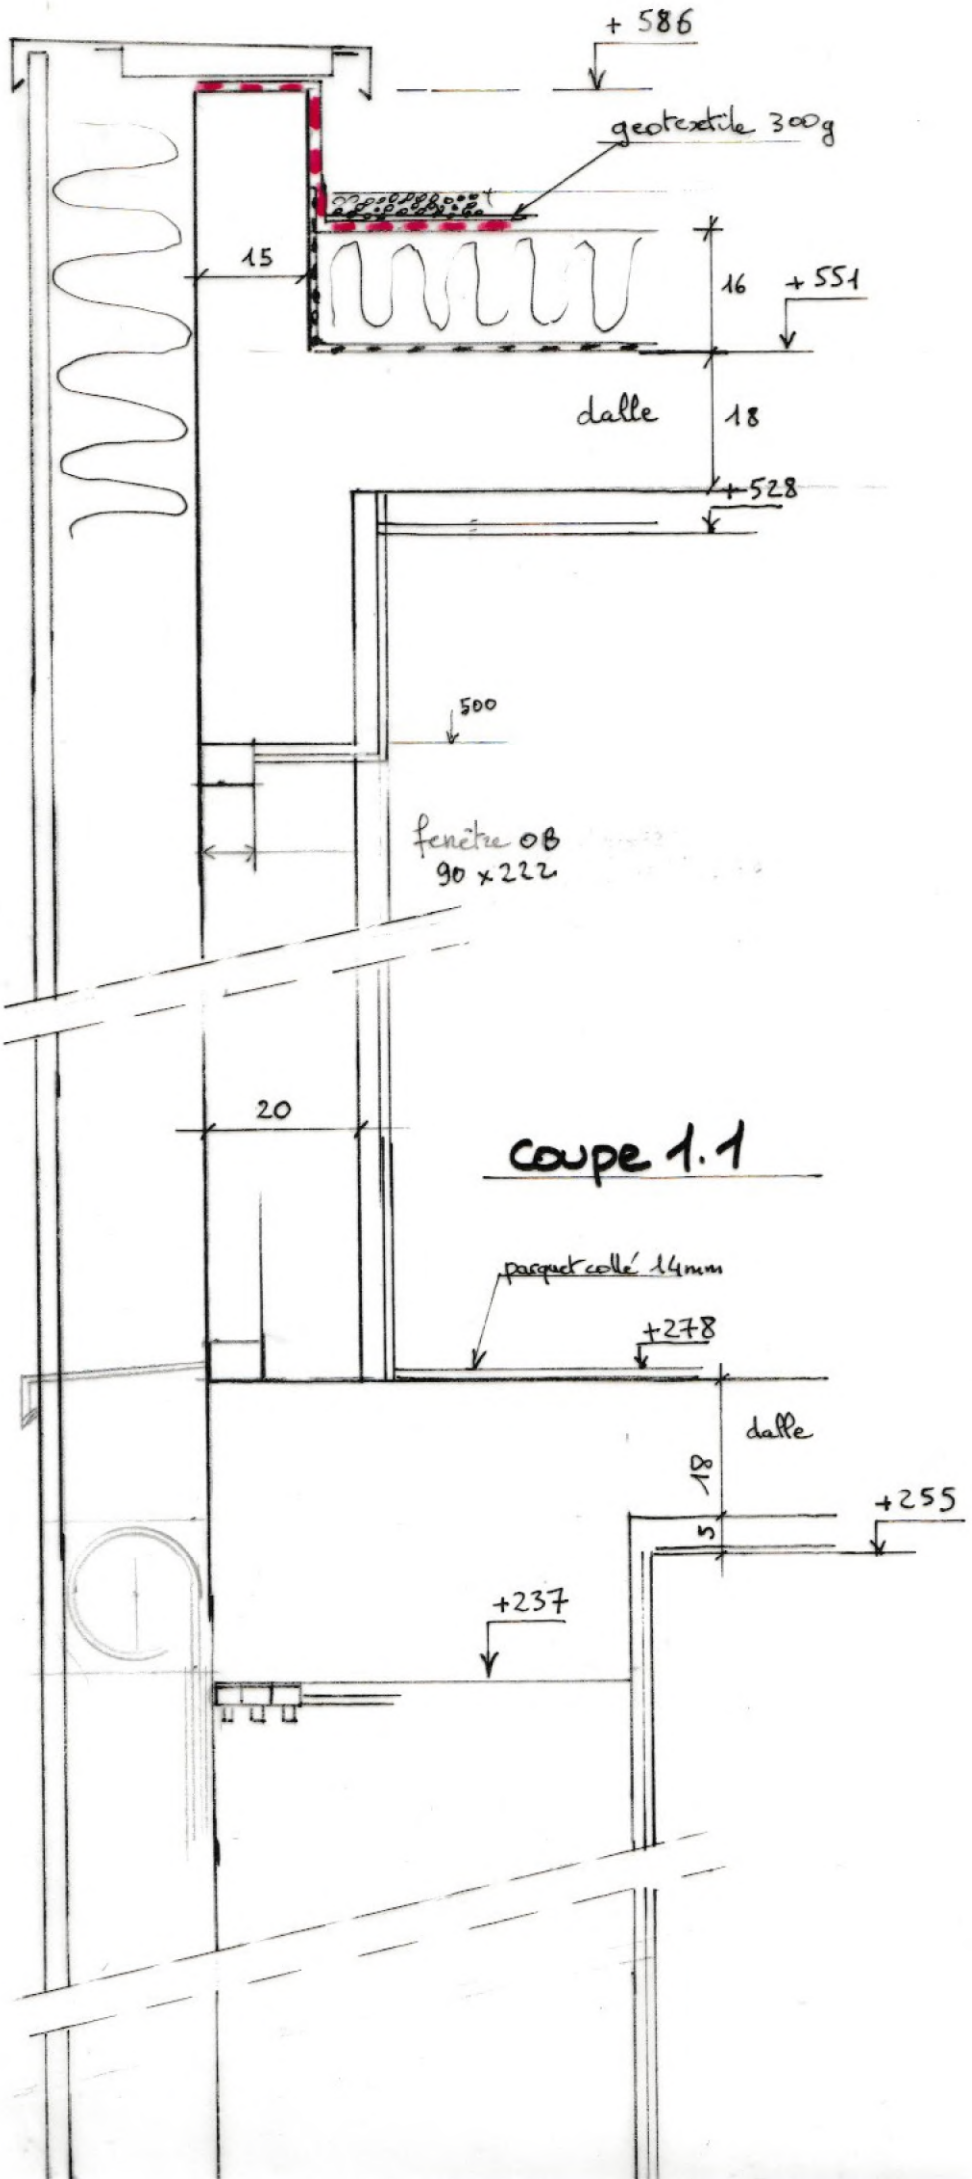 + 586
geotextile 300g
15
16
+ 551
dalle
18
+ 528
500
fenêtre OB
90 x 222
20
coupe 1.1
parquet collé 14mm
+278
dalle
18
+255
5
+237